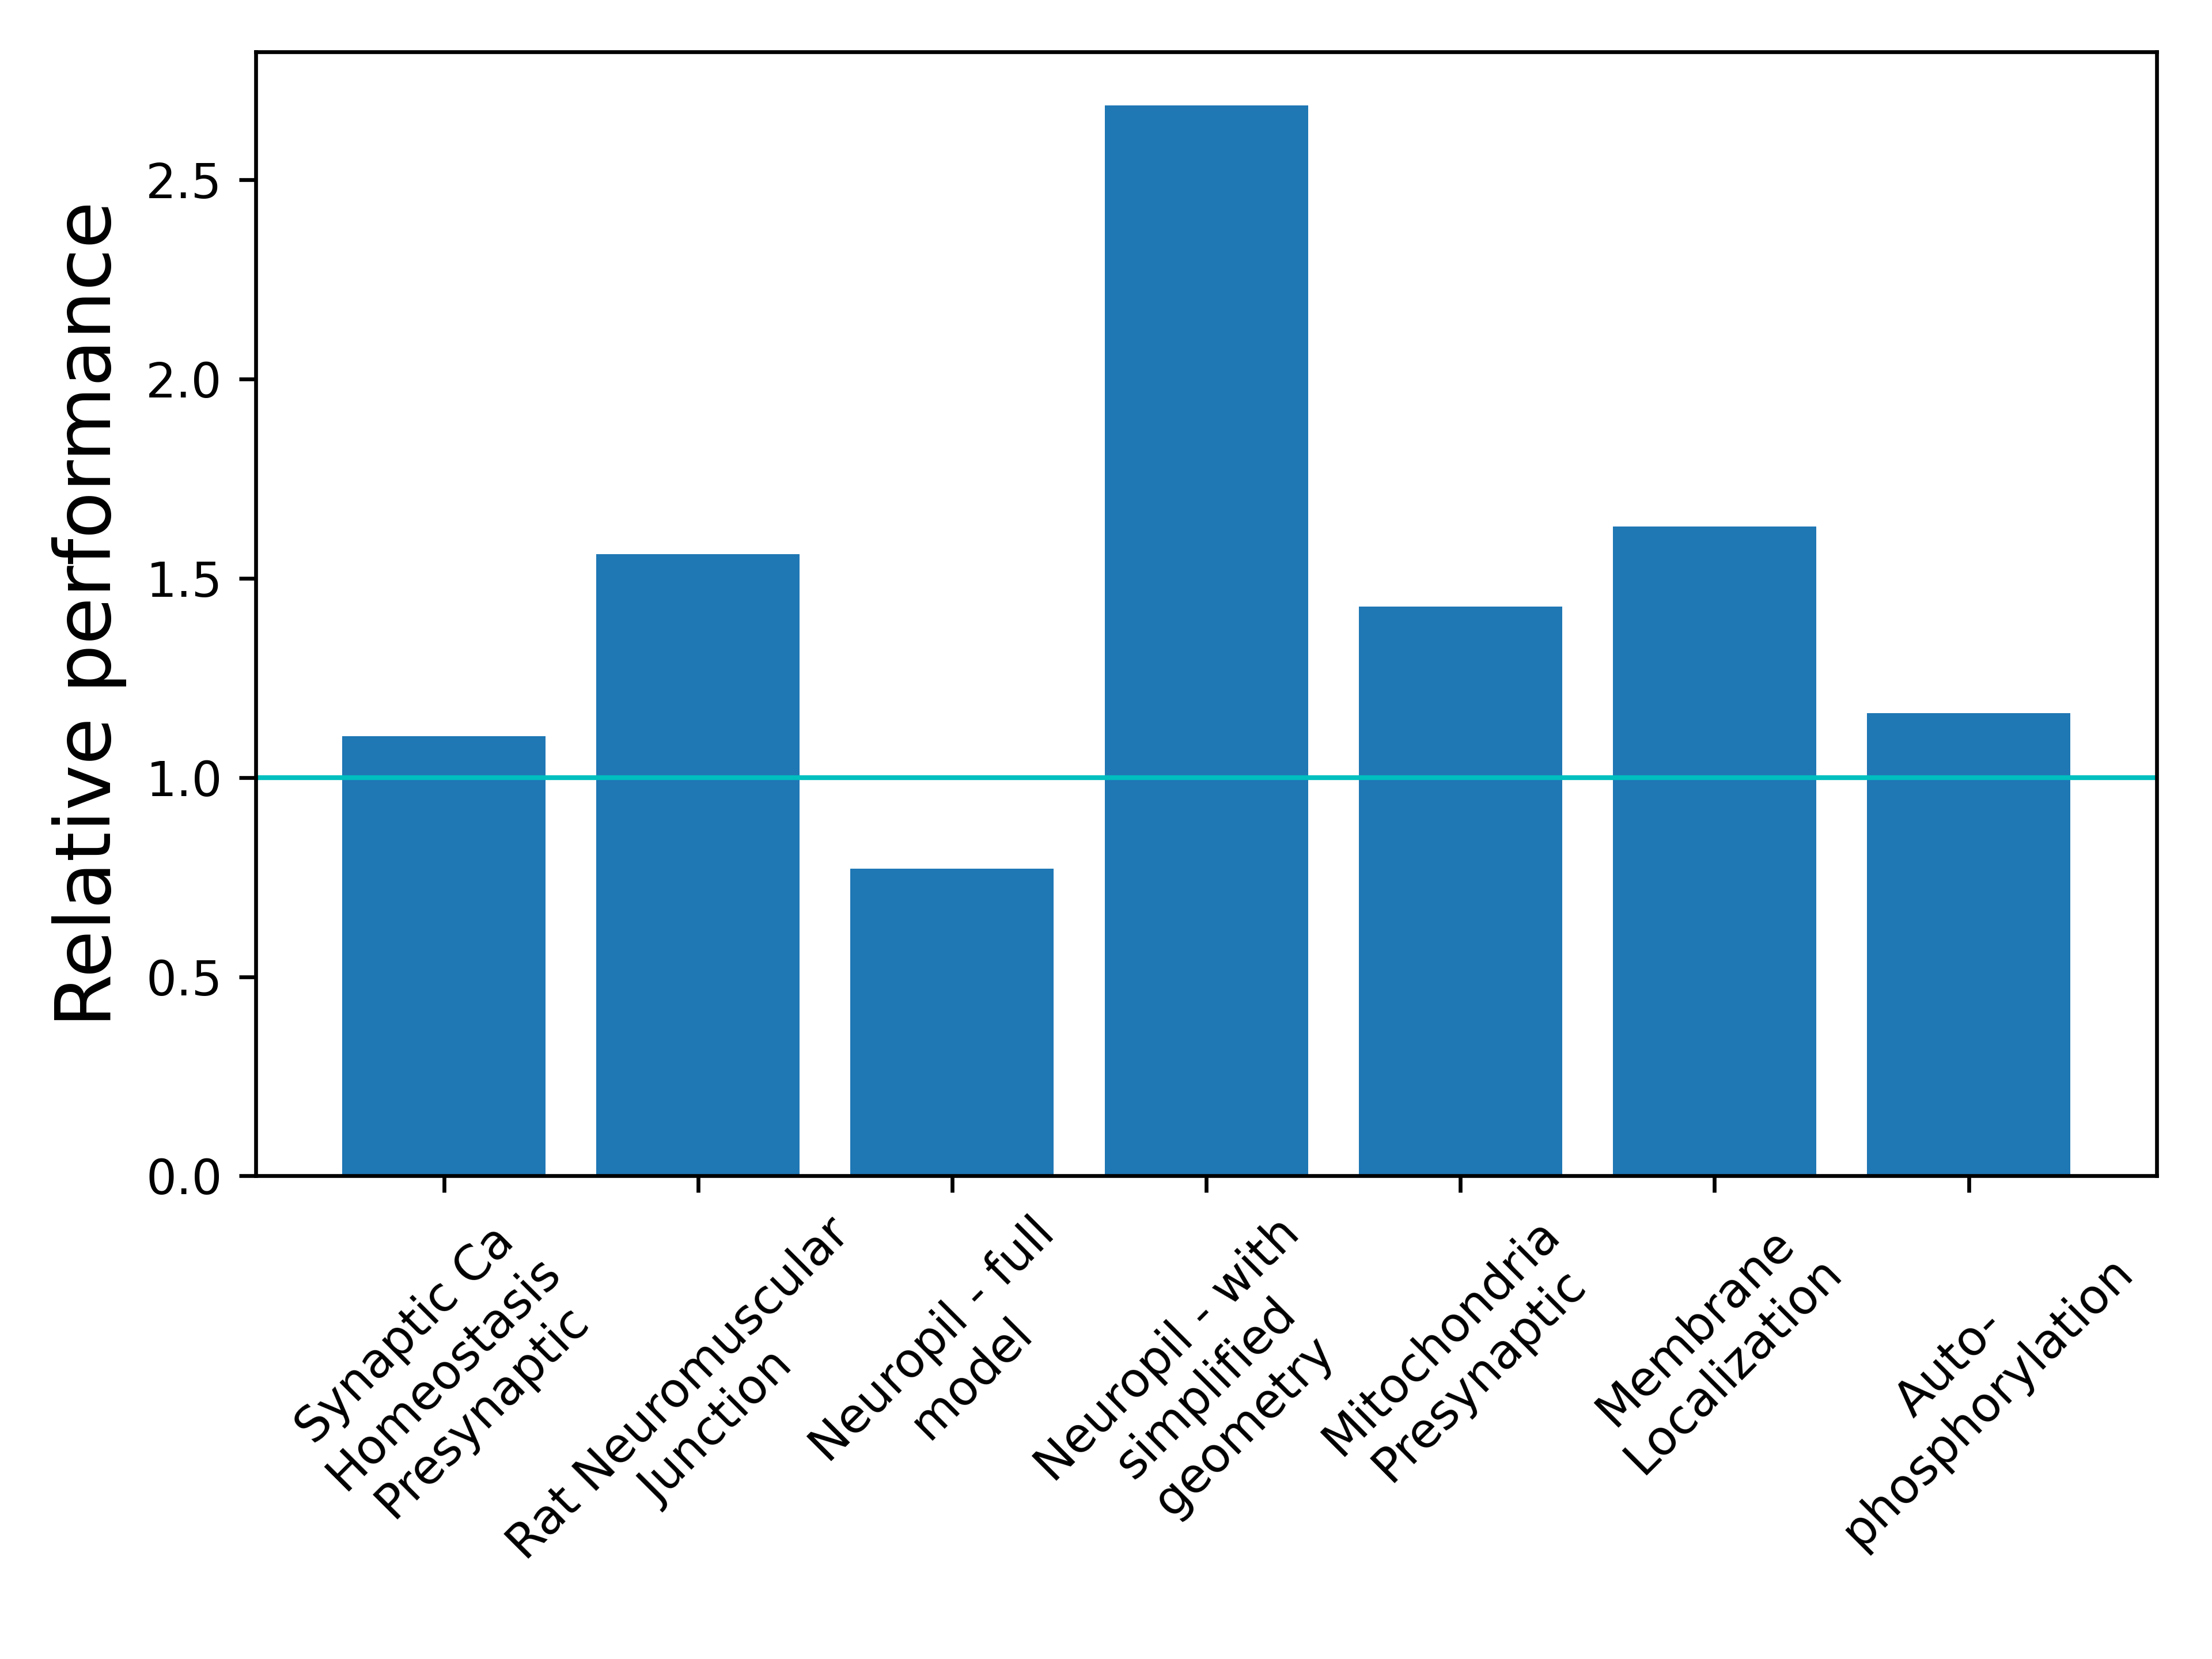 Relative performance
2.5
2.0
1.5
1.0
0.5
0.0
Synaptic Ca
Homeostasis
Presynaptic
Rat Neuromuscular
Junction
Neuropil - full
model
Neuropil - with
simplified
geometry
Mitochondria
Presynaptic
Membrane
Localization
Auto-
phosphorylation